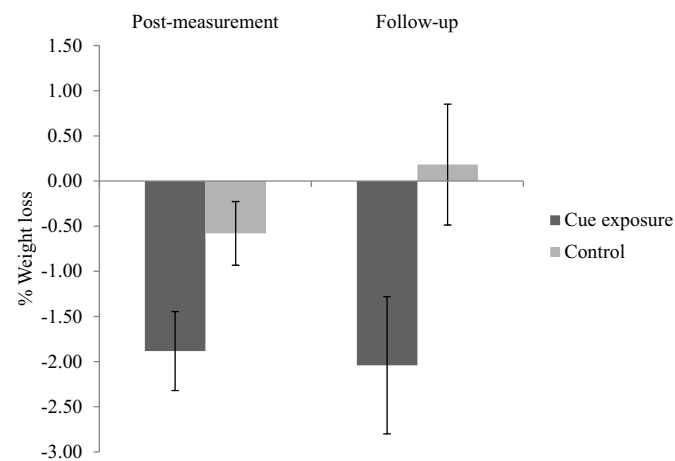 Post-measurement Follow-up
1.50
1.00
0.50
0.00
-0.50
-1.00
-1.50
-2.00
-2.50
-3.00
% Weight loss
Cue exposure
Control